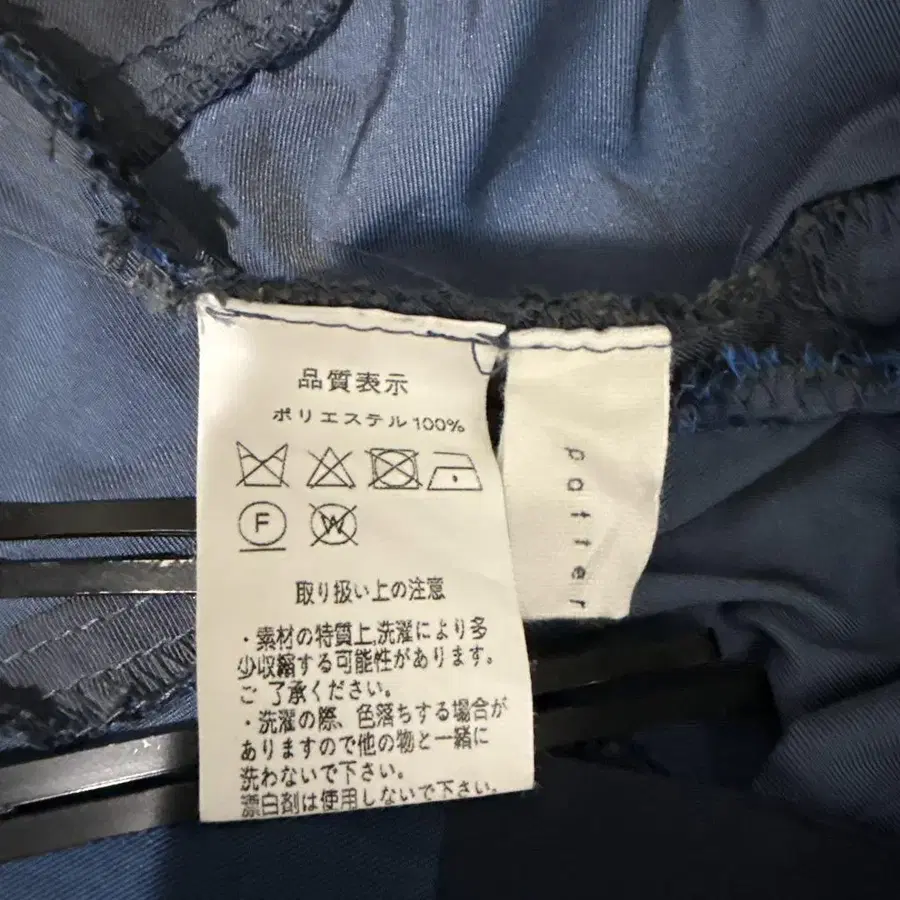 品質表示
ポリエステル100%
F
W
取り扱い上の注意
・素材の特質上,洗濯により多
少収縮する可能性があります。
ご了承ください。
・洗濯の際、色落ちする場合が
ありますので他の物と一緒に
洗わないで下さい。
漂白剤は使用しないで下さい。
patter